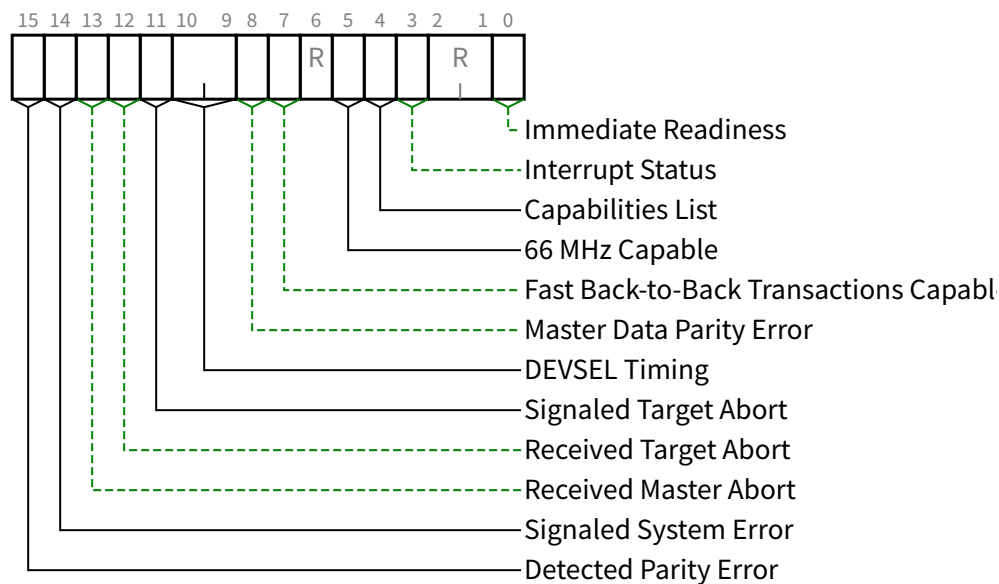 15 14 13 12 11 10 9 8 7 6 5 4 3 2 1 0
R R
Immediate Readiness
Interrupt Status
Capabilities List
66 MHz Capable
Fast Back-to-Back Transactions Capabl
Master Data Parity Error
DEVSEL Timing
Signaled Target Abort
Received Target Abort
Received Master Abort
Signaled System Error
Detected Parity Error